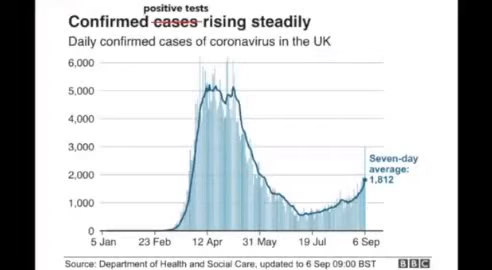 positive tests
Confirmed cases rising steadily
Daily confirmed cases of coronavirus in the UK
6,000
5,000
4,000
3,000
2,000
1,000
0
Seven-day
average:
1,812
5 Jan 23 Feb 12 Apr 31 May 19 Jul 6 Sep
Source: Department of Health and Social Care, updated to 6 Sep 09:00 BST BBC